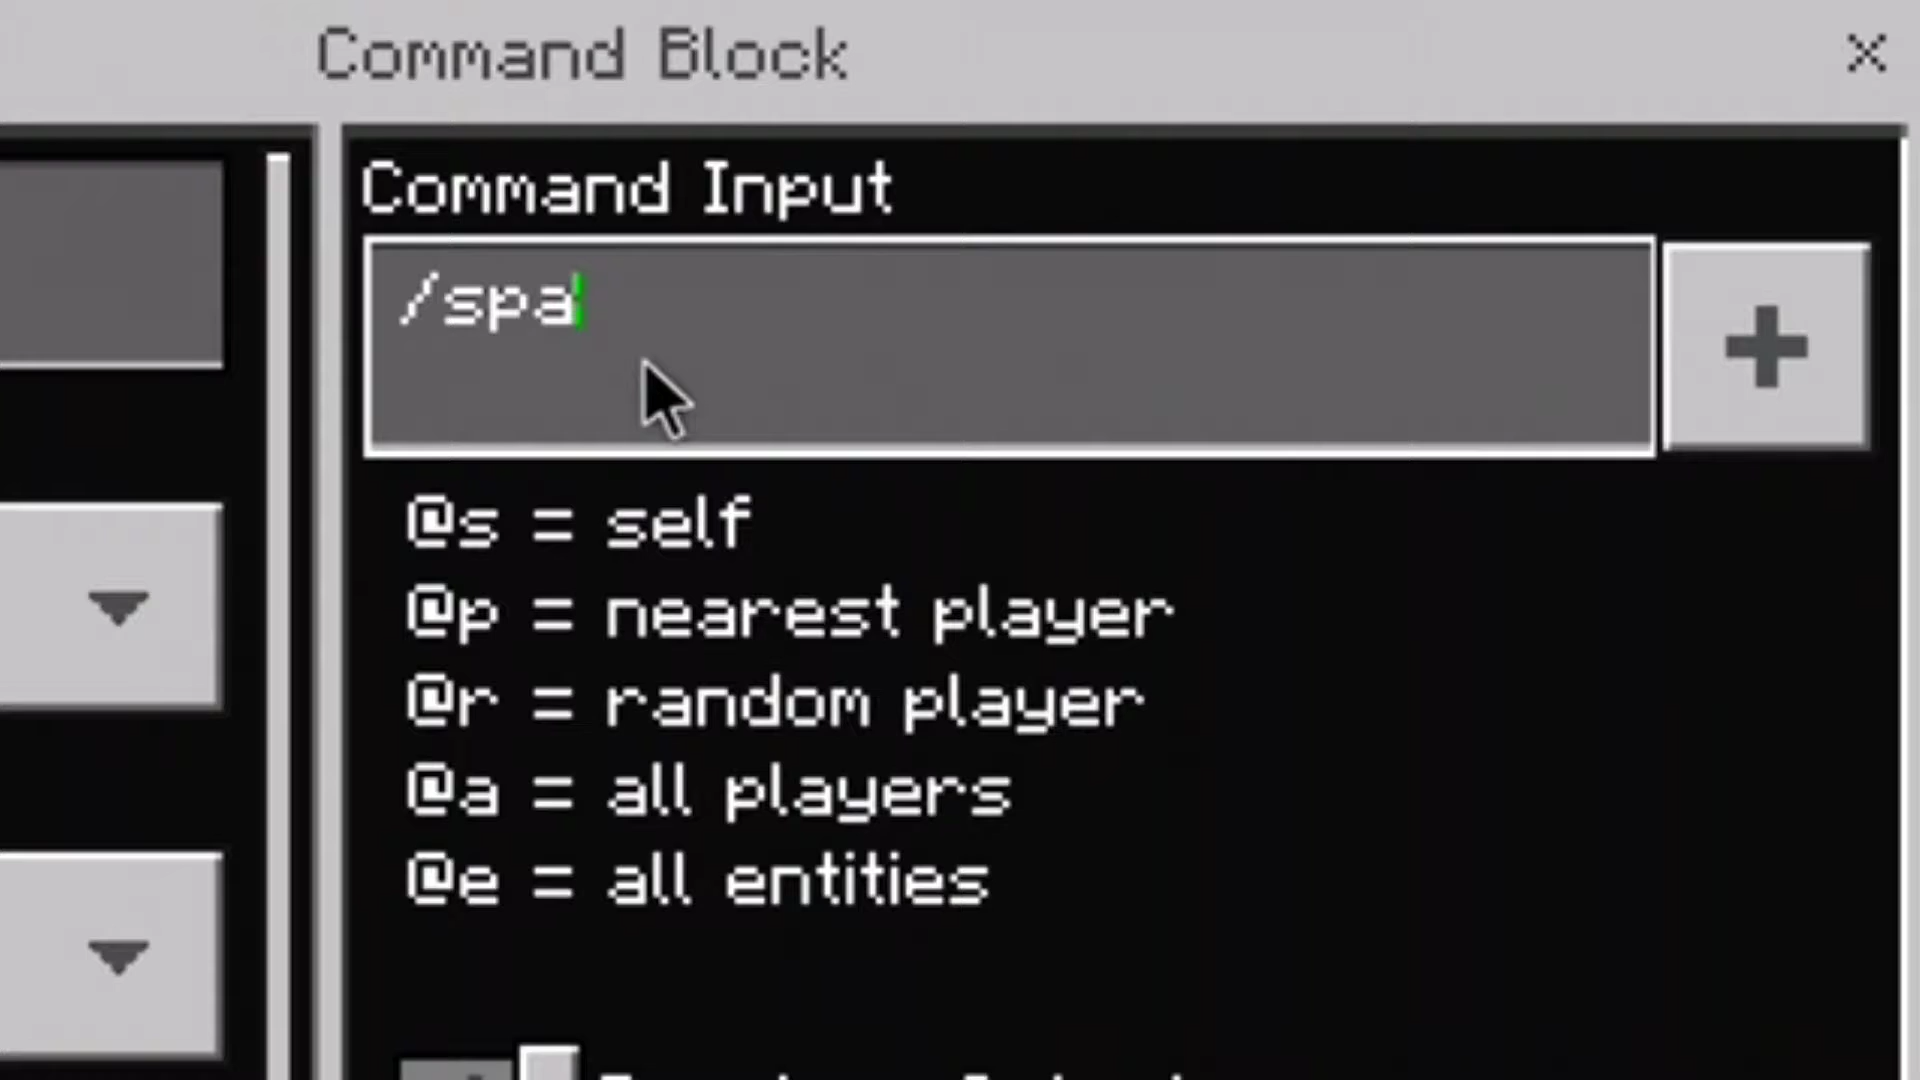 Command Block
Command Input
/spa
@s = self
@p = nearest player
@r = random player
@a = all players
@e = all entities